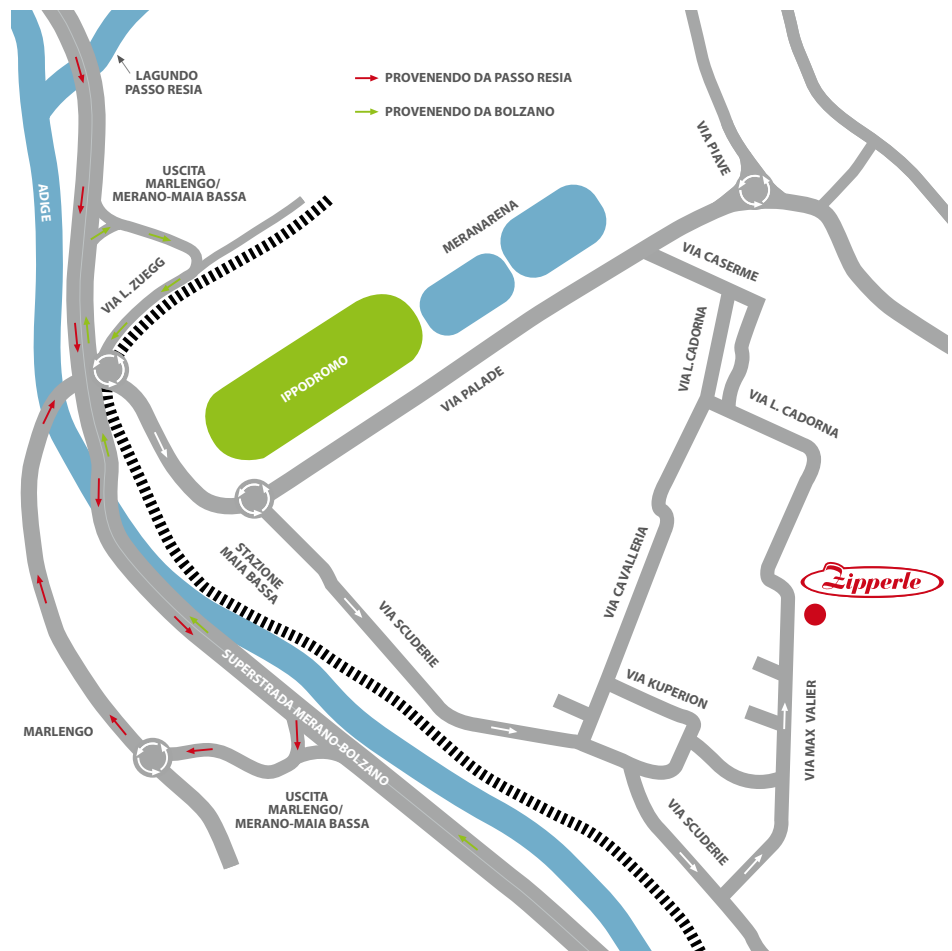 LAGUNDO
PASSO RESIA
PROVENENDO DA PASSO RESIA
PROVENENDO DA BOLZANO
VIA PIAVE
USCITA
MARLENGO/
MERANO-MAIA BASSA
ADIGE
MERANARENA
VIA CASERME
VIA L. ZUEGG
VIA L.CADORNA
IPPODROMO
VIA PALADE
VIA L. CADORNA
STAZIONE
MAIA BASSA
VIA CAVALLERIA
Zipperle
VIA SCUDERIE
SUPERSTRADA MERANO-BOLZANO
VIA KUPERION
VIA MAX VALIER
MARLENGO
USCITA
MARLENGO/
MERANO-MAIA BASSA
VIA SCUDERIE